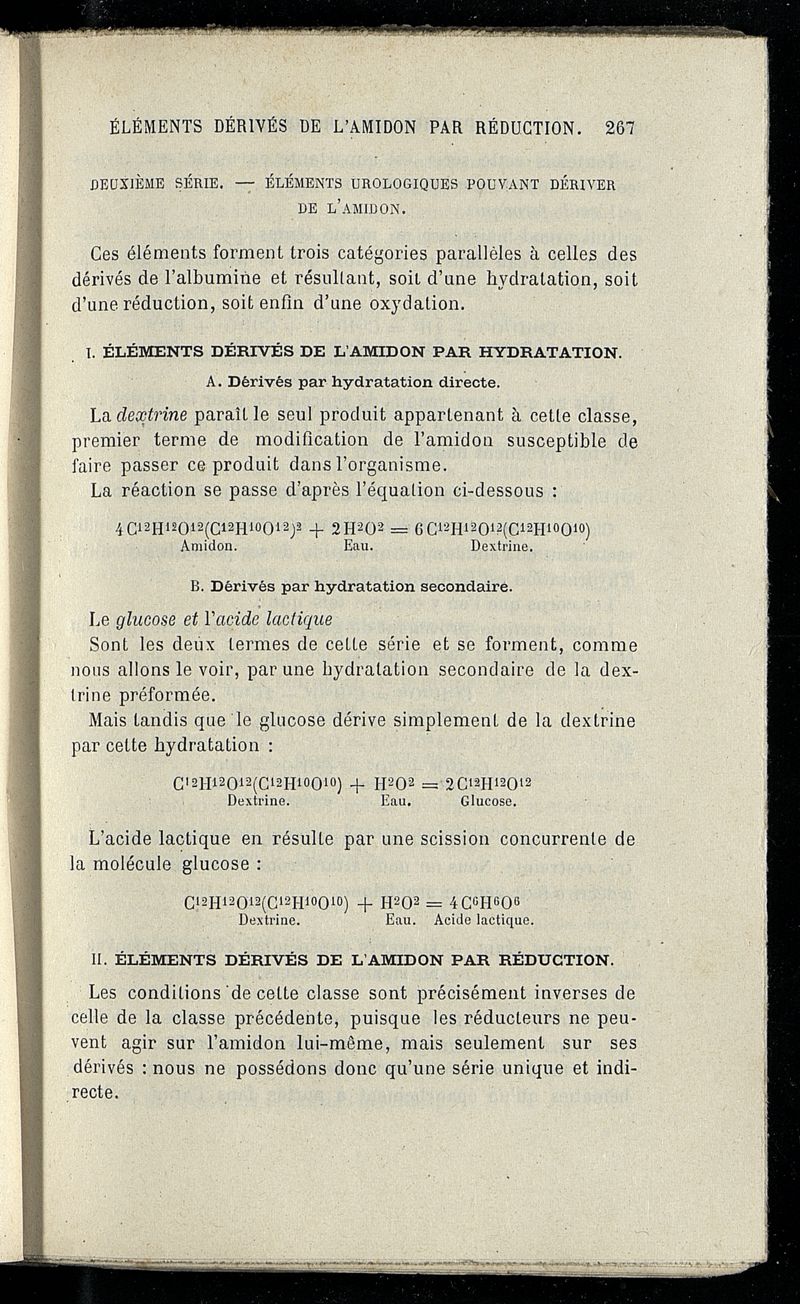 ÉLÉMENTS DÉRIVÉS DE L'AMIDON PAR RÉDUCTION. 267
DEUXIÈME SÉRIE. — ÉLÉMENTS UROLOGIQUES POUVANT DÉRIVER
DE L'AMIDON.
Ces éléments forment trois catégories parallèles à celles des
dérivés de l'albumine et résultant, soit d'une hydratation, soit
d'une réduction, soit enfin d'une oxydation.
I. ÉLÉMENTS DÉRIVÉS DE L'AMIDON PAR HYDRATATION.
A. Dérivés par hydratation directe.
La dextrine paraît le seul produit appartenant à cette classe,
premier terme de modification de l'amidon susceptible de
faire passer ce produit dans l'organisme.
La réaction se passe d'après l'équation ci-dessous :
4C¹²H¹²O¹²(C¹²H¹⁰O¹²)² + 2H²O² = 6C¹²H¹²O¹²(C¹²H¹⁰O¹⁰)
Amidon. Eau. Dextrine.
B. Dérivés par hydratation secondaire.
Le glucose et l'acide lactique
Sont les deux termes de cette série et se forment, comme
nous allons le voir, par une hydratation secondaire de la dex-
trine préformée.
Mais tandis que le glucose dérive simplement de la dextrine
par cette hydratation :
C¹²H¹²O¹²(C¹²H¹⁰O¹⁰) + H²O² = 2C¹²H¹²O¹²
Dextrine. Eau. Glucose.
L'acide lactique en résulte par une scission concurrente de
la molécule glucose :
C¹²H¹²O¹²(C¹²H¹⁰O¹⁰) + H²O² = 4C⁶H⁶O⁶
Dextrine. Eau. Acide lactique.
II. ÉLÉMENTS DÉRIVÉS DE L'AMIDON PAR RÉDUCTION.
Les conditions de cette classe sont précisément inverses de
celle de la classe précédente, puisque les réducteurs ne peu-
vent agir sur l'amidon lui-même, mais seulement sur ses
dérivés : nous ne possédons donc qu'une série unique et indi-
recte.